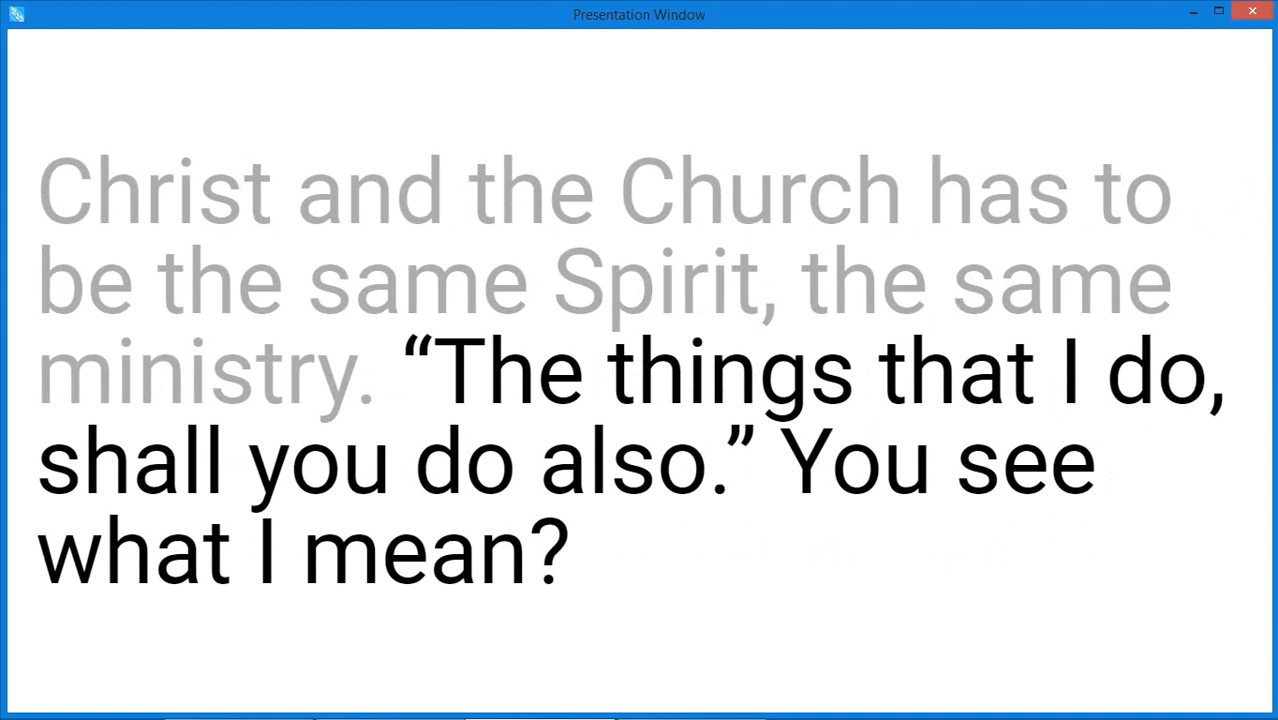 Presentation Window
Christ and the Church has to
be the same Spirit, the same
ministry. “The things that I do,
shall you do also.” You see
what I mean?